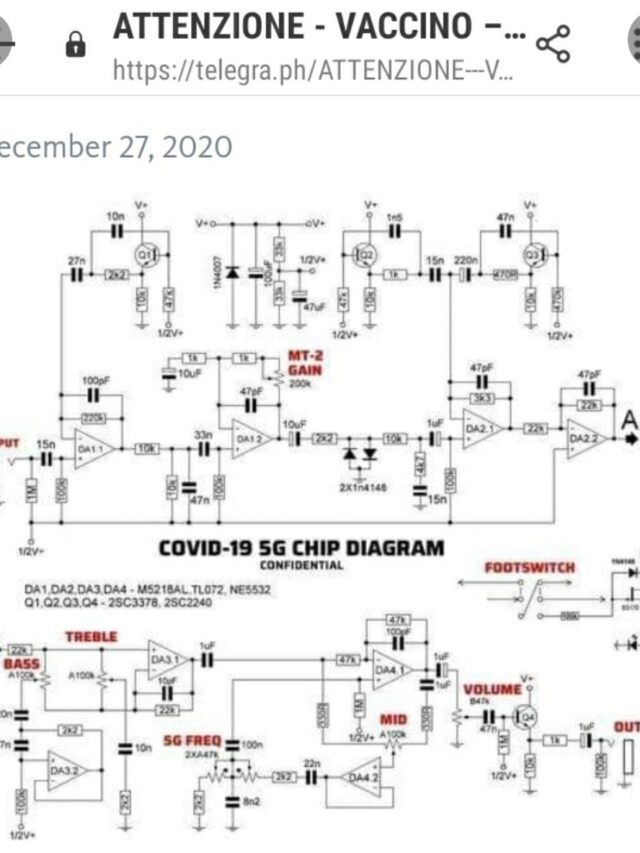 ATTENZIONE - VACCINO –...
https://telegra.ph/ATTENZIONE---V...
ecember 27, 2020
V+
10n
27n
Q1
2k2
10k
47k
1/2V+
V+o
oV+
1N4007
100uF
33k
1/2V+
33k
47uF
V+
1n5
Q2
1k
47k
10k
1/2V+
15n
220n
V+
47n
Q3
470R
10k
470k
1/2V+
MT-2
GAIN
200k
1k
1k
10uF
47pF
100pF
220k
PUT
15n
DA1.1
10k
33n
DA1.2
10uF
2k2
10k
1uF
47pF
3k3
DA2.1
22k
47pF
22k
DA2.2
A
1M
100k
10k
47n
100k
2X1n4148
4k7
15n
100k
1/2V+
COVID-19 5G CHIP DIAGRAM
CONFIDENTIAL
DA1,DA2,DA3,DA4 - M5218AL,TL072, NE5532
Q1,Q2,Q3,Q4 - 2SC3378, 2SC2240
FOOTSWITCH
22k
TREBLE
BASS
A100k
A100k
DA3.1
1uF
10pF
22k
47k
100pF
47k
DA4.1
1uF
1uF
330R
1M
1/2V+
MID
A100k
330R
VOLUME
B47k
V+
Q4
47n
1M
1/2V+
10k
1k
1uF
100k
OUT
0n
7n
2k2
DA3.2
100k
1/2V+
10n
2k2
5G FREQ
2XA47k
100n
2k2
8n2
2k2
22n
DA4.2